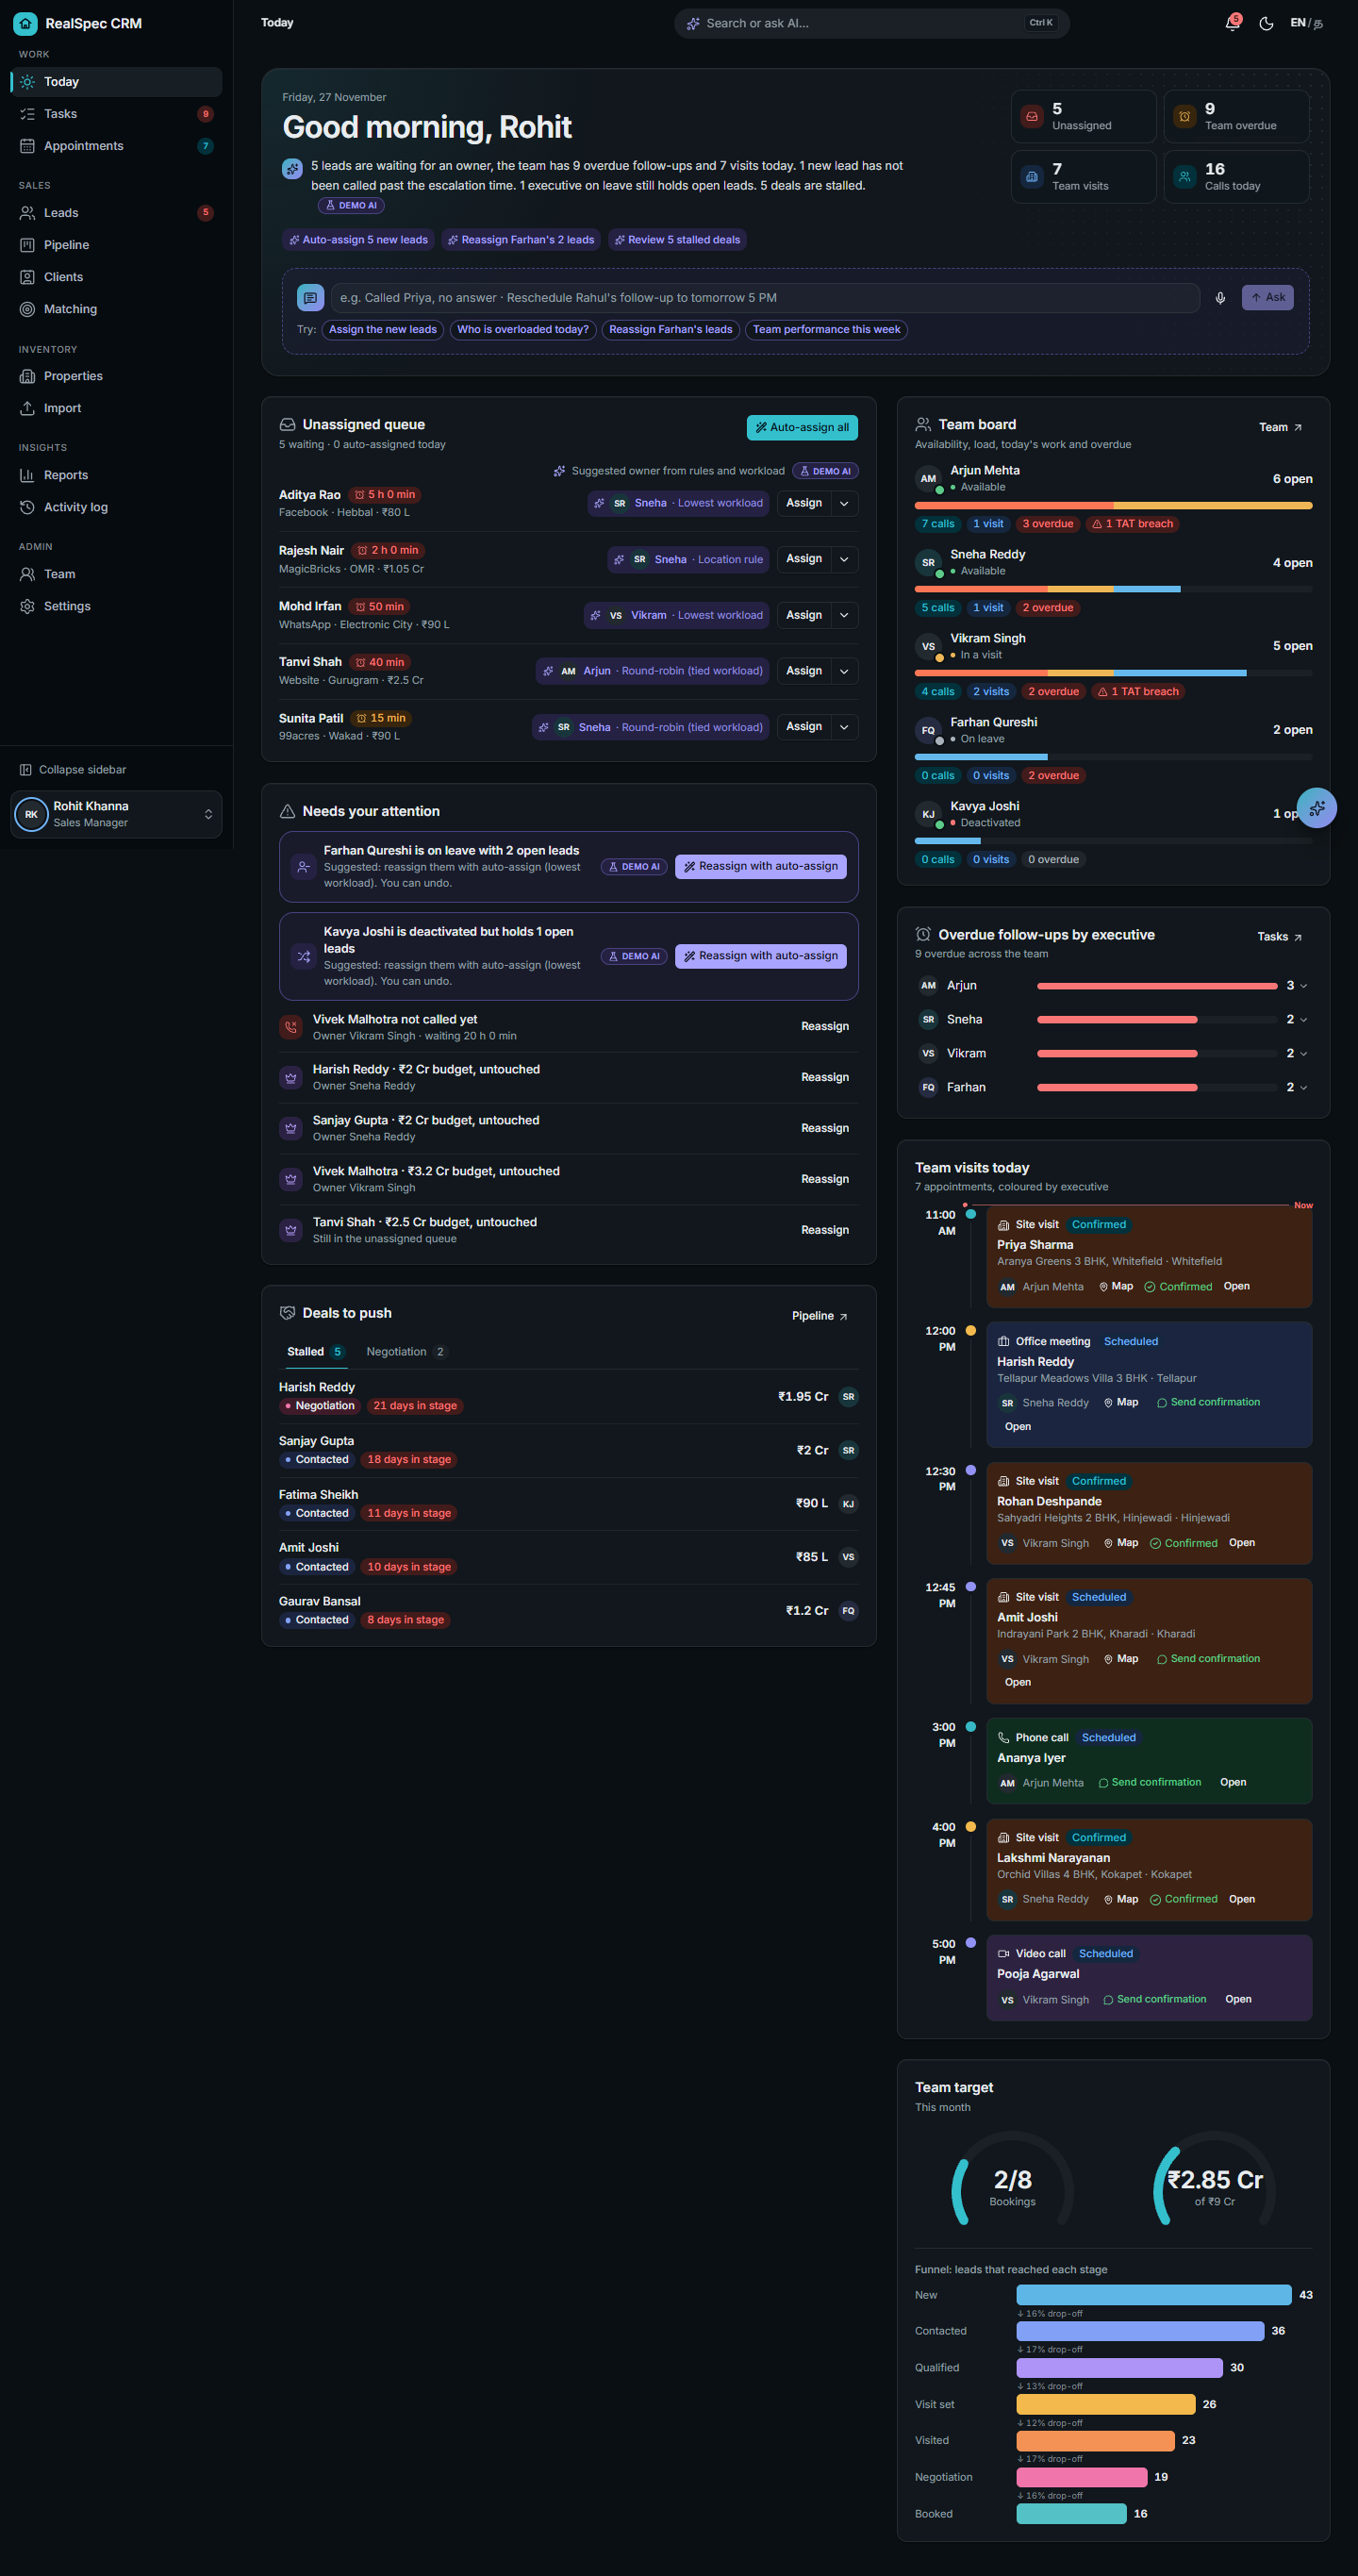 RealSpec CRM
WORK
Today
Tasks 9
Appointments 7
SALES
Leads 5
Pipeline
Clients
Matching
INVENTORY
Properties
Import
INSIGHTS
Reports
Activity log
ADMIN
Team
Settings
Collapse sidebar
RK Rohit Khanna
Sales Manager
Today
Search or ask AI... Ctrl K
5
EN / த
Friday, 27 November
Good morning, Rohit
5 leads are waiting for an owner, the team has 9 overdue follow-ups and 7 visits today. 1 new lead has not
been called past the escalation time. 1 executive on leave still holds open leads. 5 deals are stalled.
DEMO AI
5 Unassigned
9 Team overdue
7 Team visits
16 Calls today
Auto-assign 5 new leads Reassign Farhan's 2 leads Review 5 stalled deals
e.g. Called Priya, no answer · Reschedule Rahul's follow-up to tomorrow 5 PM Ask
Try: Assign the new leads Who is overloaded today? Reassign Farhan's leads Team performance this week
Unassigned queue Auto-assign all
5 waiting · 0 auto-assigned today
Suggested owner from rules and workload DEMO AI
Aditya Rao 5 h 0 min
Facebook · Hebbal · ₹80 L
SR Sneha · Lowest workload Assign
Rajesh Nair 2 h 0 min
MagicBricks · OMR · ₹1.05 Cr
SR Sneha · Location rule Assign
Mohd Irfan 50 min
WhatsApp · Electronic City · ₹90 L
VS Vikram · Lowest workload Assign
Tanvi Shah 40 min
Website · Gurugram · ₹2.5 Cr
AM Arjun · Round-robin (tied workload) Assign
Sunita Patil 15 min
99acres · Wakad · ₹90 L
SR Sneha · Round-robin (tied workload) Assign
Needs your attention
Farhan Qureshi is on leave with 2 open leads
Suggested: reassign them with auto-assign (lowest
workload). You can undo.
DEMO AI Reassign with auto-assign
Kavya Joshi is deactivated but holds 1 open
leads
Suggested: reassign them with auto-assign (lowest
workload). You can undo.
DEMO AI Reassign with auto-assign
Vivek Malhotra not called yet
Owner Vikram Singh · waiting 20 h 0 min
Reassign
Harish Reddy · ₹2 Cr budget, untouched
Owner Sneha Reddy
Reassign
Sanjay Gupta · ₹2 Cr budget, untouched
Owner Sneha Reddy
Reassign
Vivek Malhotra · ₹3.2 Cr budget, untouched
Owner Vikram Singh
Reassign
Tanvi Shah · ₹2.5 Cr budget, untouched
Still in the unassigned queue
Reassign
Deals to push Pipeline
Stalled 5 Negotiation 2
Harish Reddy
Negotiation 21 days in stage
₹1.95 Cr SR
Sanjay Gupta
Contacted 18 days in stage
₹2 Cr SR
Fatima Sheikh
Contacted 11 days in stage
₹90 L KJ
Amit Joshi
Contacted 10 days in stage
₹85 L VS
Gaurav Bansal
Contacted 8 days in stage
₹1.2 Cr FQ
Team board Team
Availability, load, today's work and overdue
AM Arjun Mehta 6 open
Available
7 calls 1 visit 3 overdue 1 TAT breach
SR Sneha Reddy 4 open
Available
5 calls 1 visit 2 overdue
VS Vikram Singh 5 open
In a visit
4 calls 2 visits 2 overdue 1 TAT breach
FQ Farhan Qureshi 2 open
On leave
0 calls 0 visits 2 overdue
KJ Kavya Joshi 1
Deactivated
0 calls 0 visits 0 overdue
Overdue follow-ups by executive Tasks
9 overdue across the team
AM Arjun 3
SR Sneha 2
VS Vikram 2
FQ Farhan 2
Team visits today
7 appointments, coloured by executive
Now
11:00 AM
Site visit Confirmed
Priya Sharma
Aranya Greens 3 BHK, Whitefield · Whitefield
AM Arjun Mehta Map Confirmed Open
12:00 PM
Office meeting Scheduled
Harish Reddy
Tellapur Meadows Villa 3 BHK · Tellapur
SR Sneha Reddy Map Send confirmation
Open
12:30 PM
Site visit Confirmed
Rohan Deshpande
Sahyadri Heights 2 BHK, Hinjewadi · Hinjewadi
VS Vikram Singh Map Confirmed Open
12:45 PM
Site visit Scheduled
Amit Joshi
Indrayani Park 2 BHK, Kharadi · Kharadi
VS Vikram Singh Map Send confirmation
Open
3:00 PM
Phone call Scheduled
Ananya Iyer
AM Arjun Mehta Send confirmation Open
4:00 PM
Site visit Confirmed
Lakshmi Narayanan
Orchid Villas 4 BHK, Kokapet · Kokapet
SR Sneha Reddy Map Confirmed Open
5:00 PM
Video call Scheduled
Pooja Agarwal
VS Vikram Singh Send confirmation Open
Team target
This month
2/8
Bookings
₹2.85 Cr
of ₹9 Cr
Funnel: leads that reached each stage
New 43
↓ 16% drop-off
Contacted 36
↓ 17% drop-off
Qualified 30
↓ 13% drop-off
Visit set 26
↓ 12% drop-off
Visited 23
↓ 17% drop-off
Negotiation 19
↓ 16% drop-off
Booked 16